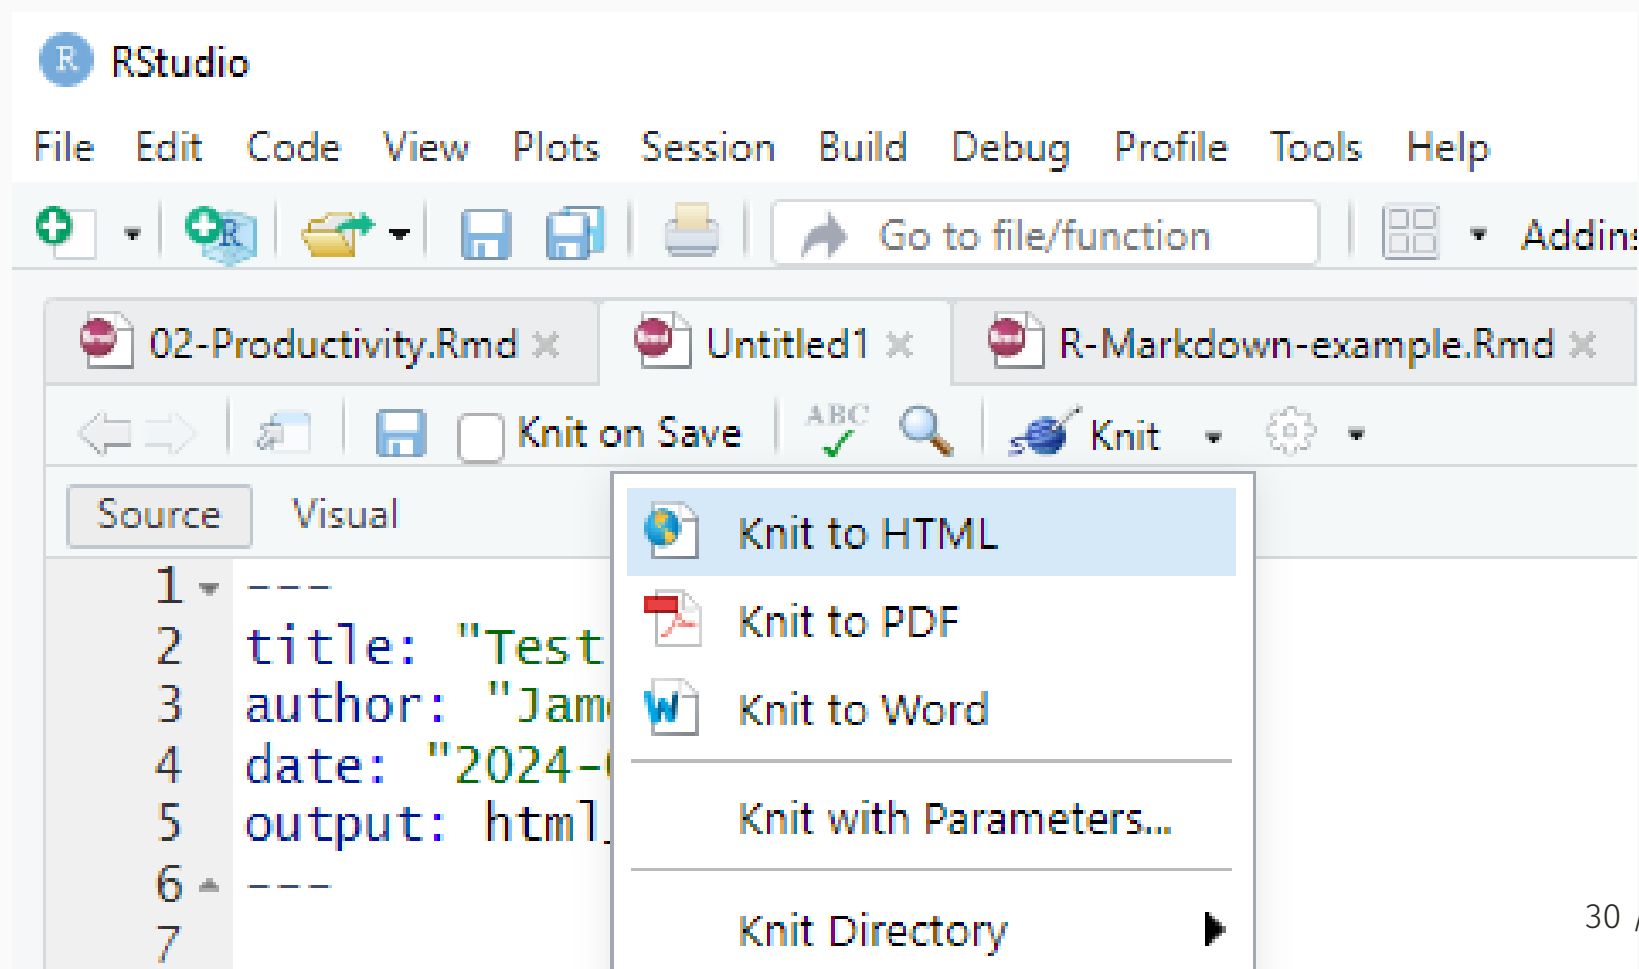 R RStudio
File Edit Code View Plots Session Build Debug Profile Tools Help
R Go to file/function
02-Productivity.Rmd Untitled1 R-Markdown-example.Rmd
Knit on Save ABC Knit
Source Visual
Knit to HTML
Knit to PDF
W Knit to Word
Knit with Parameters...
Knit Directory
1 ---
2 title: "Test
3 author:
4 date:
5 output:
6 ---
7
30 /